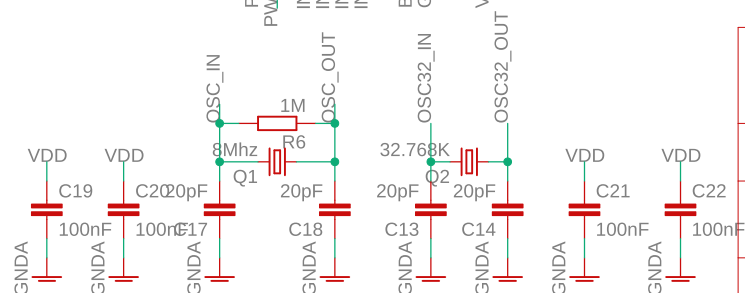 PW
OSC_IN
OSC_OUT
OSC32_IN
OSC32_OUT
1M
R6
8Mhz
Q1
32.768K
Q2
VDD
VDD
VDD
VDD
C19
C20
20pF
20pF
20pF
20pF
C21
C22
100nF
100nF
C17
C18
C13
C14
100nF
100nF
GNDA
GNDA
GNDA
GNDA
GNDA
GNDA
GNDA
GNDA